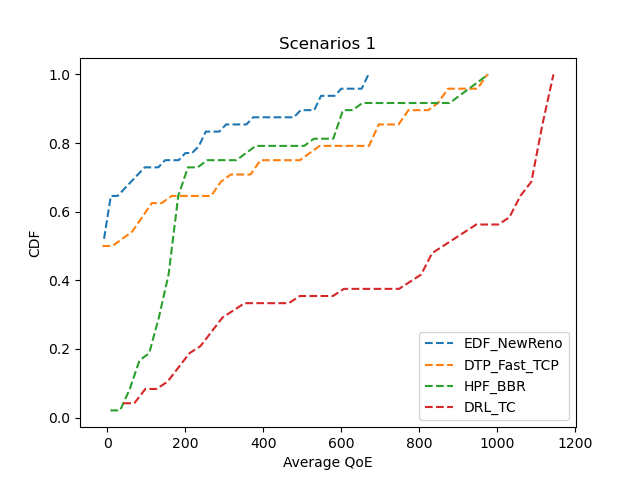 Scenarios 1
CDF
1.0
0.8
0.6
0.4
0.2
0.0
EDF_NewReno
DTP_Fast_TCP
HPF_BBR
DRL_TC
0 200 400 600 800 1000 1200
Average QoE